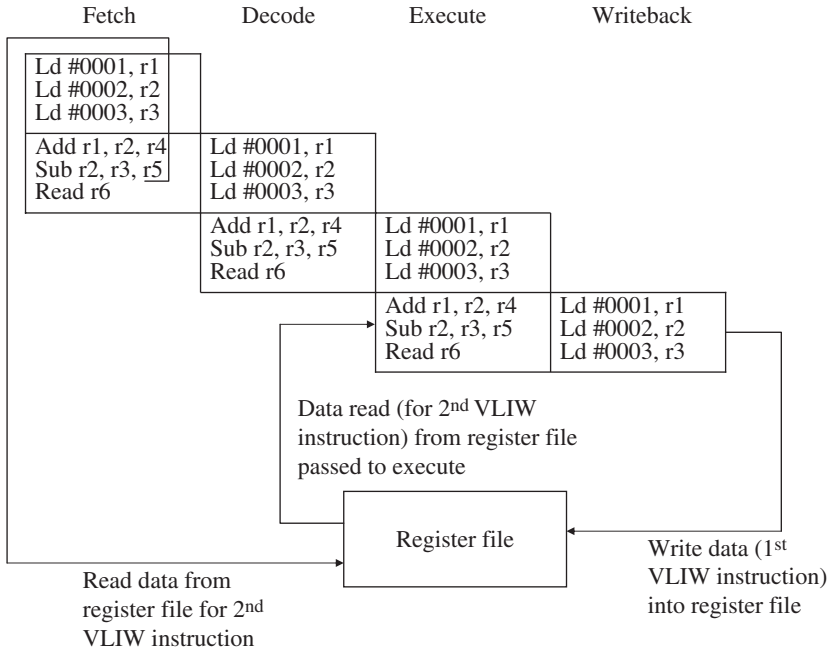 Fetch Decode Execute Writeback
Ld #0001, r1
Ld #0002, r2
Ld #0003, r3
Add r1, r2, r4
Sub r2, r3, r5
Read r6
Ld #0001, r1
Ld #0002, r2
Ld #0003, r3
Add r1, r2, r4
Sub r2, r3, r5
Read r6
Ld #0001, r1
Ld #0002, r2
Ld #0003, r3
Add r1, r2, r4
Sub r2, r3, r5
Read r6
Ld #0001, r1
Ld #0002, r2
Ld #0003, r3
Data read (for 2nd VLIW
instruction) from register file
passed to execute
Register file
Read data from
register file for 2nd
VLIW instruction
Write data (1st
VLIW instruction)
into register file